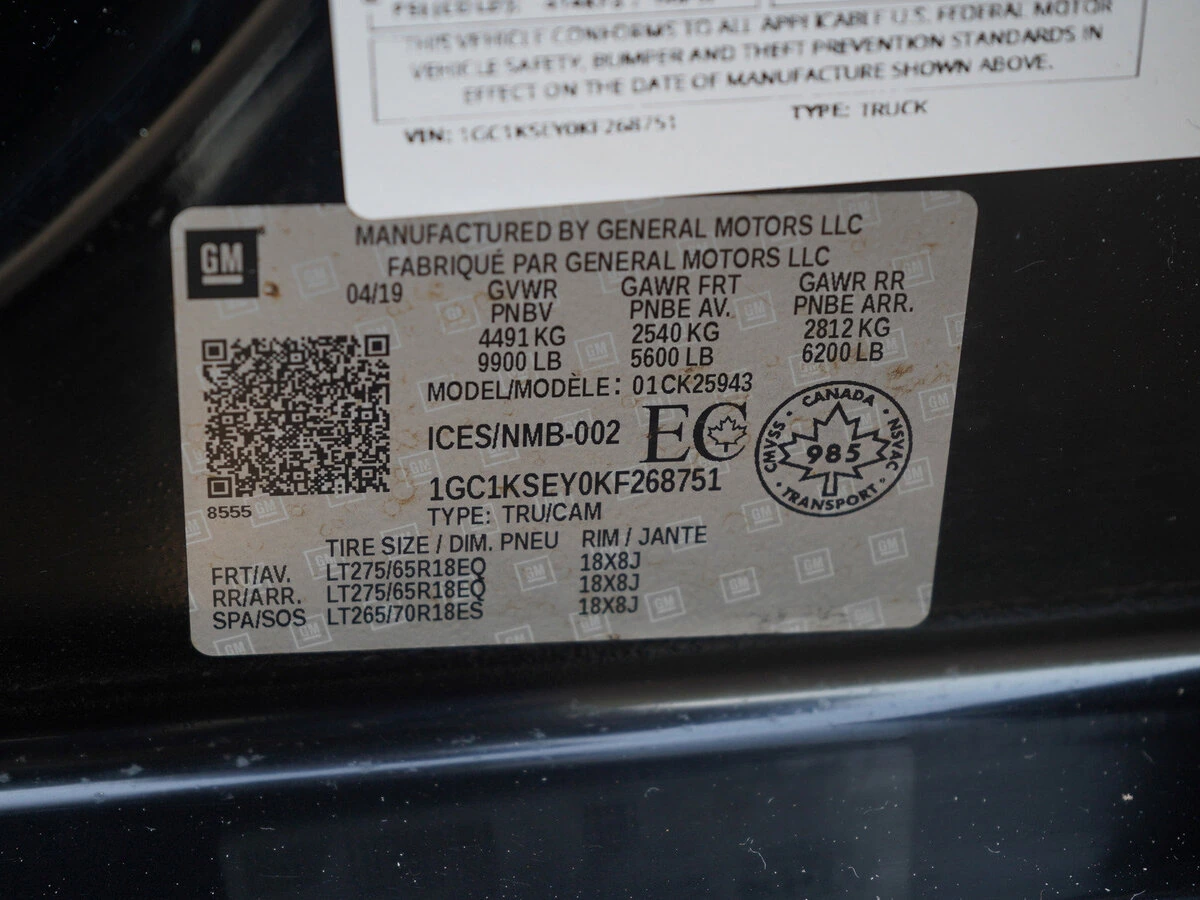 THIS VEHICLE CONFORMS TO ALL APPLICABLE U.S. FEDERAL MOTOR
VEHICLE SAFETY, BUMPER AND THEFT PREVENTION STANDARDS IN
EFFECT ON THE DATE OF MANUFACTURE SHOWN ABOVE.
VIN: 1GC1KSEY0KF268751 TYPE: TRUCK
GM MANUFACTURED BY GENERAL MOTORS LLC
FABRIQUÉ PAR GENERAL MOTORS LLC
04/19 GVWR GAWR FRT GAWR RR
PNBV PNBE AV. PNBE ARR.
4491 KG 2540 KG 2812 KG
9900 LB 5600 LB 6200 LB
MODEL/MODÈLE: 01CK25943
ICES/NMB-002 EC
CANADA
CMVSS 985 NSVAC
TRANSPORT
1GC1KSEY0KF268751
8555 TYPE: TRU/CAM
TIRE SIZE / DIM. PNEU RIM / JANTE
FRT/AV. LT275/65R18EQ 18X8J
RR/ARR. LT275/65R18EQ 18X8J
SPA/SOS LT265/70R18ES 18X8J